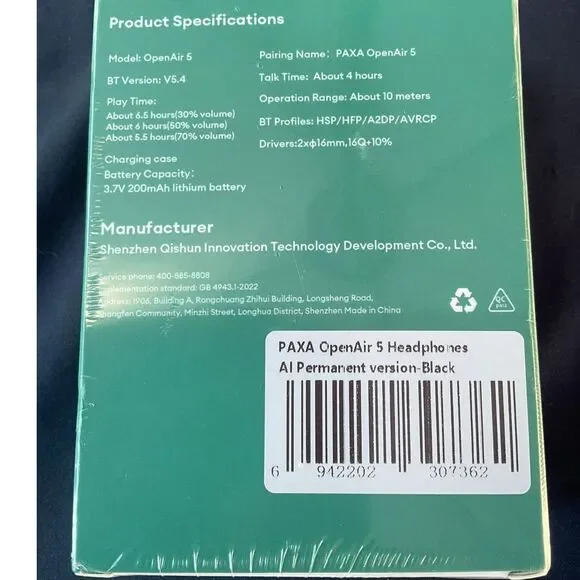 Product Specifications
Model: OpenAir 5
BT Version: V5.4
Play Time:
About 6.5 hours(30% volume)
About 6 hours(50% volume)
About 5.5 hours(70% volume)
Charging case
Battery Capacity:
3.7V 200mAh lithium battery
Pairing Name: PAXA OpenAir 5
Talk Time: About 4 hours
Operation Range: About 10 meters
BT Profiles: HSP/HFP/A2DP/AVRCP
Drivers:2xφ16mm,16Ω+10%
Manufacturer
Shenzhen Qishun Innovation Technology Development Co., Ltd.
Service phone: 400-885-8808
Implementation standard: GB 4943.1-2022
Address: 1906, Building A, Rongchuang Zhihui Building, Longsheng Road,
Shangfen Community, Minzhi Street, Longhua District, Shenzhen Made in China
QC
pass
PAXA OpenAir 5 Headphones
AI Permanent version-Black
6 942202 307362